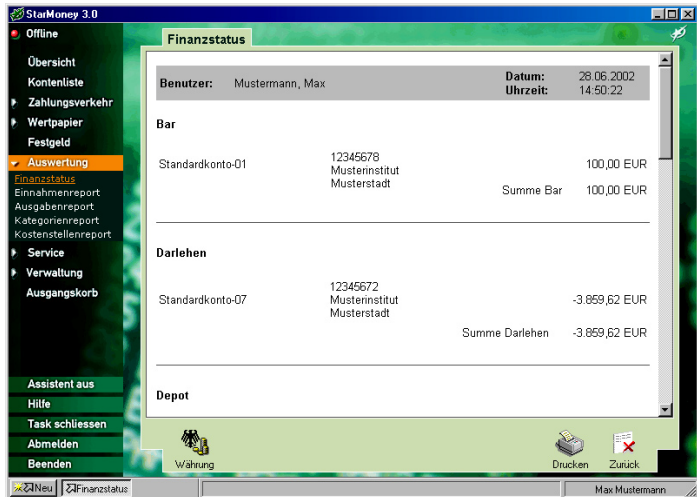 StarMoney 3.0
Offline
Übersicht
Kontenliste
Zahlungsverkehr
Wertpapier
Festgeld
Auswertung
Finanzstatus
Einnahmenreport
Ausgabenreport
Kategorienreport
Kostenstellenreport
Service
Verwaltung
Ausgangskorb
Assistent aus
Hilfe
Task schliessen
Abmelden
Beenden
Finanzstatus
Benutzer: Mustermann, Max Datum: 28.06.2002
Uhrzeit: 14:50:22
Bar
Standardkonto-01 12345678 100,00 EUR
Musterinstitut
Musterstadt
Summe Bar 100,00 EUR
Darlehen
Standardkonto-07 12345672 -3.859,62 EUR
Musterinstitut
Musterstadt
Summe Darlehen -3.859,62 EUR
Depot
Währung Drucken Zurück
Neu Finanzstatus Max Mustermann